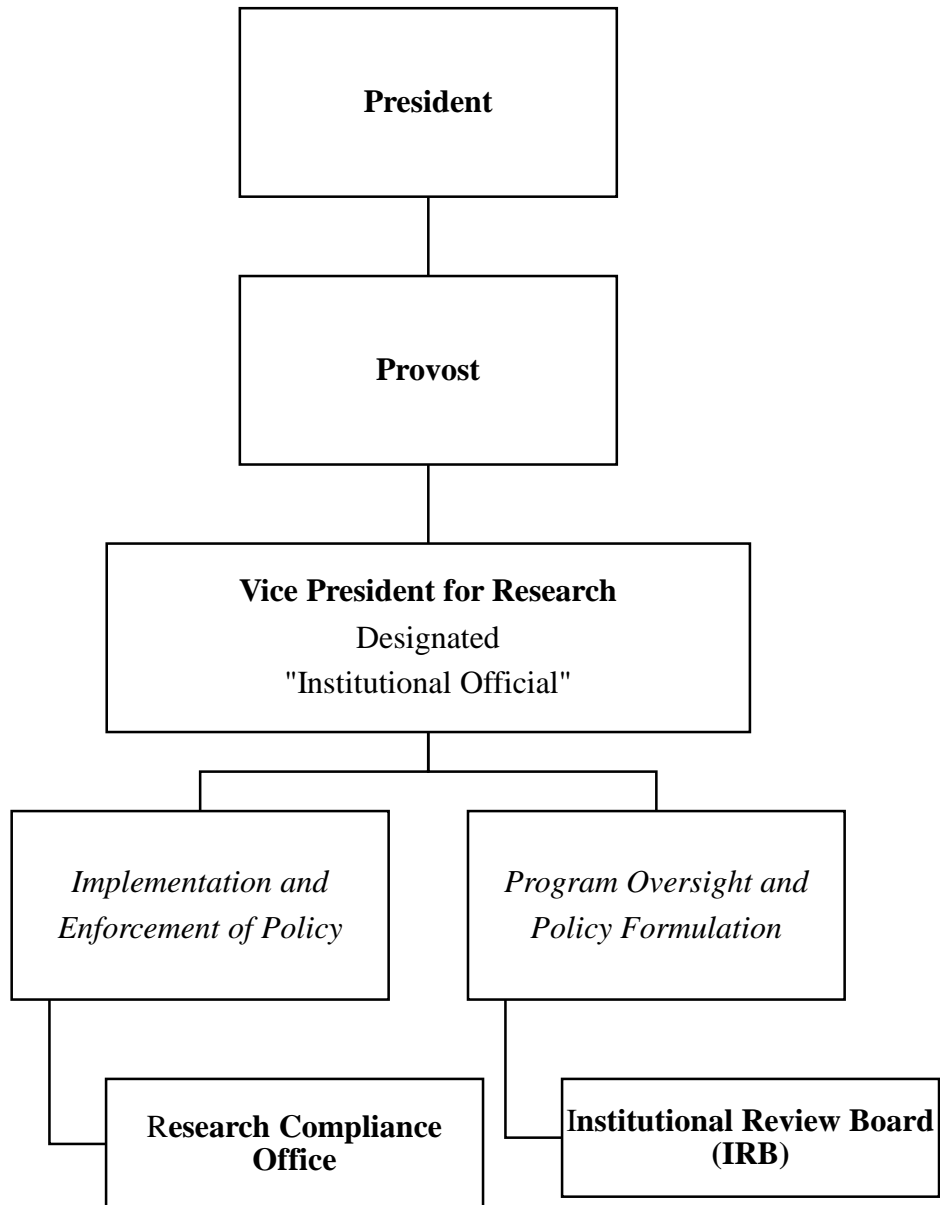 President
Provost
Vice President for Research
Designated
"Institutional Official"
Implementation and
Enforcement of Policy
Program Oversight and
Policy Formulation
Research Compliance
Office
Institutional Review Board
(IRB)